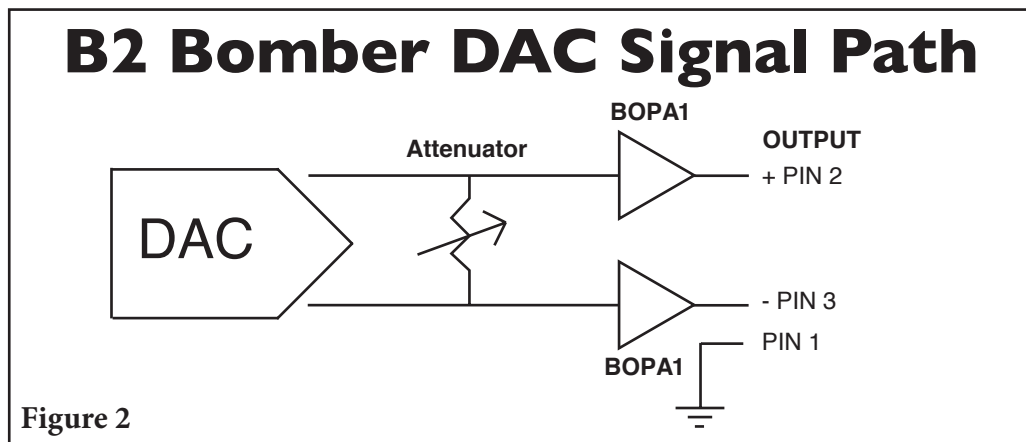 B2 Bomber DAC Signal Path
BOPA1
OUTPUT
Attenuator
+ PIN 2
DAC
- PIN 3
PIN 1
BOPA1
Figure 2